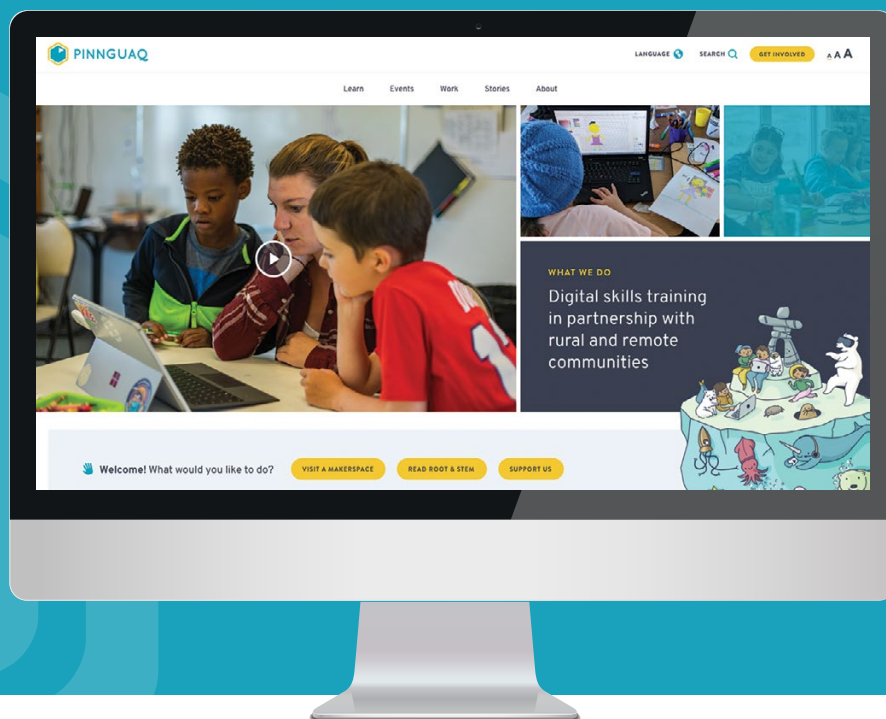 PINNGUAQ
LANGUAGE SEARCH GET INVOLVED A A A
Learn Events Work Stories About
WHAT WE DO
Digital skills training
in partnership with
rural and remote
communities
Welcome! What would you like to do? VISIT A MAKERSPACE READ ROOT & STEM SUPPORT US